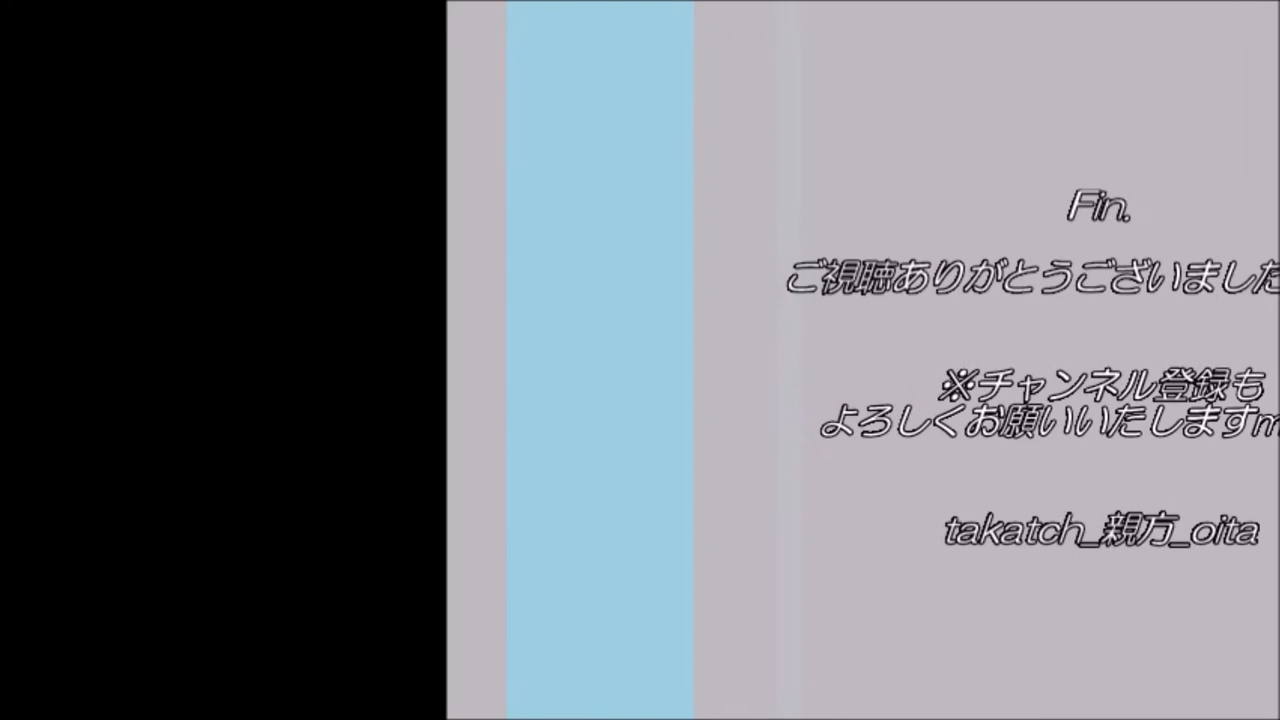 Fin.
ご視聴ありがとうございました
※チャンネル登録も
よろしくお願いいたしますm
takatch_親方_oita